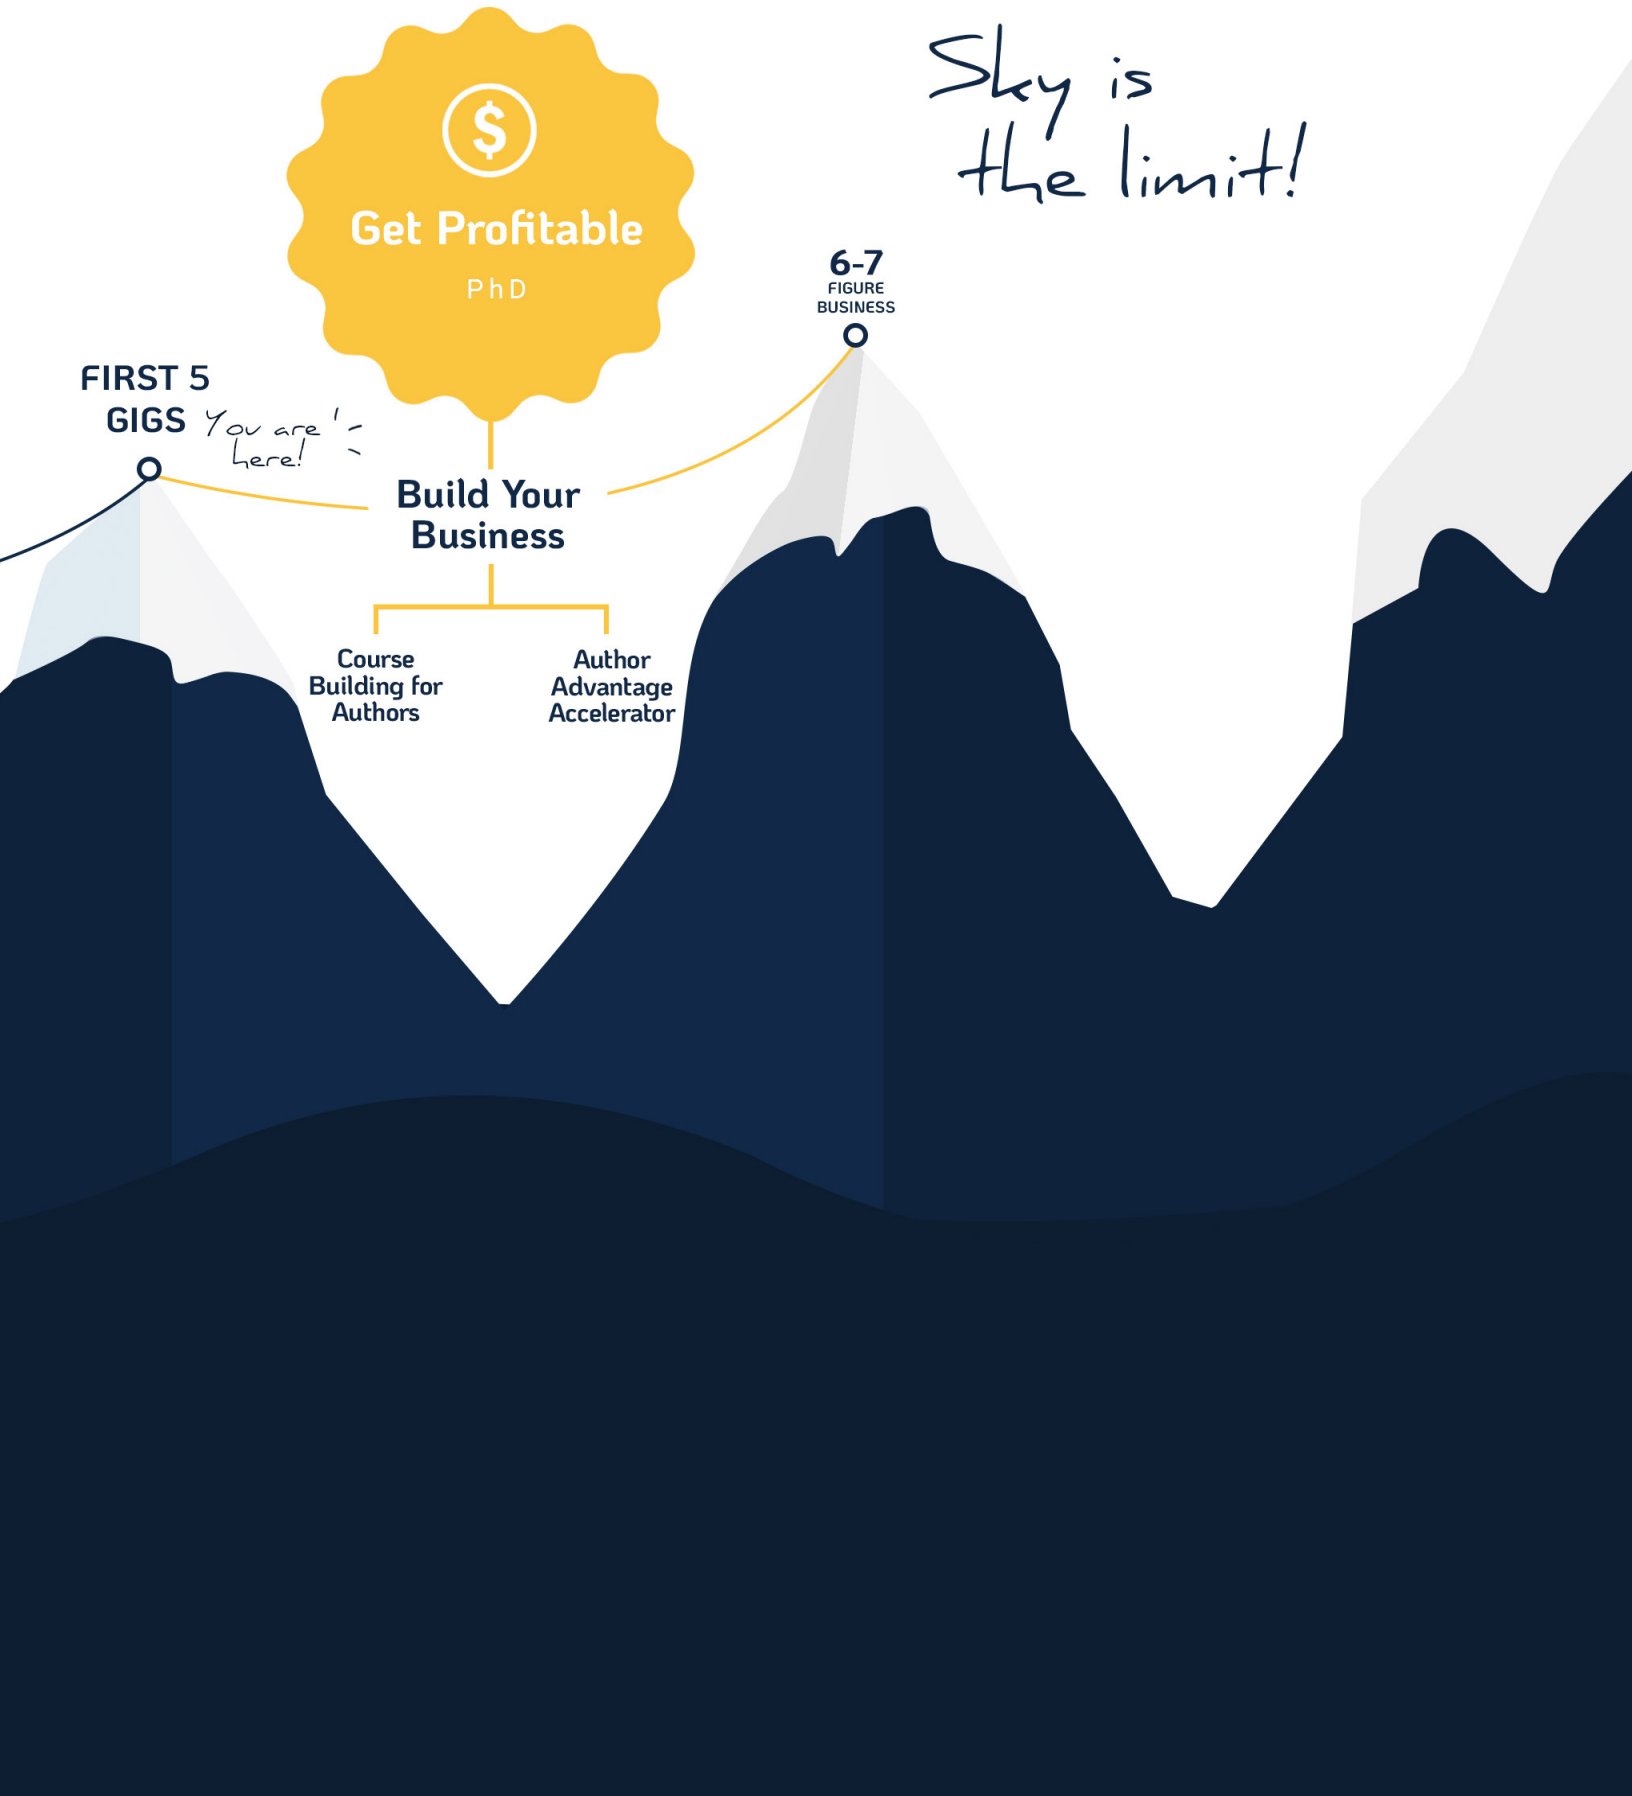 Sky is
the limit!
$
Get Profitable
PhD
6-7
FIGURE
BUSINESS
FIRST 5
GIGS
You are
here!
Build Your
Business
Course
Building for
Authors
Author
Advantage
Accelerator